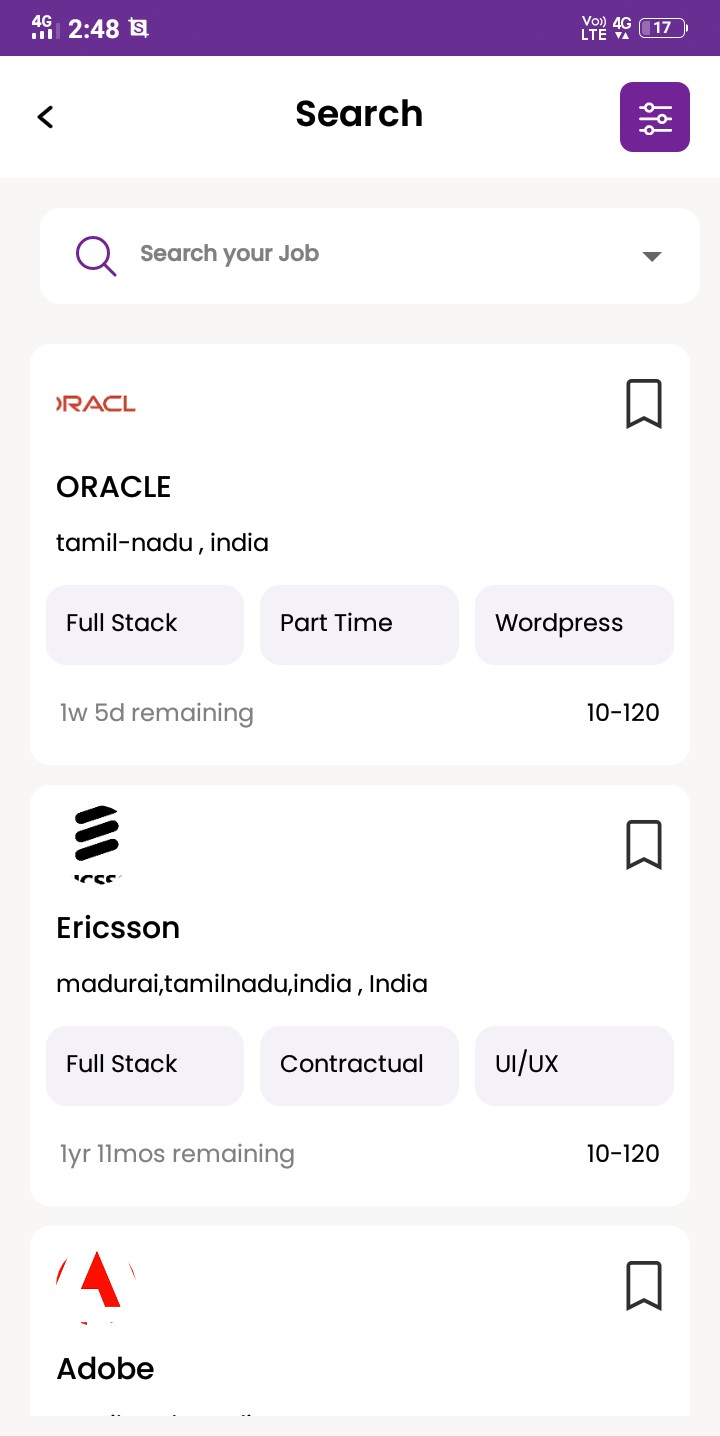 4G 2:48 Vo)) LTE 4G 17
Search
Search your Job
ORACL
ORACLE
tamil-nadu , india
Full Stack Part Time Wordpress
1w 5d remaining 10-120
Ericsson
madurai,tamilnadu,india , India
Full Stack Contractual UI/UX
1yr 11mos remaining 10-120
Adobe